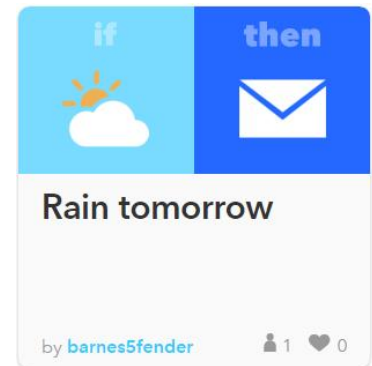 if then
Rain tomorrow
by barnes5fender 1 0